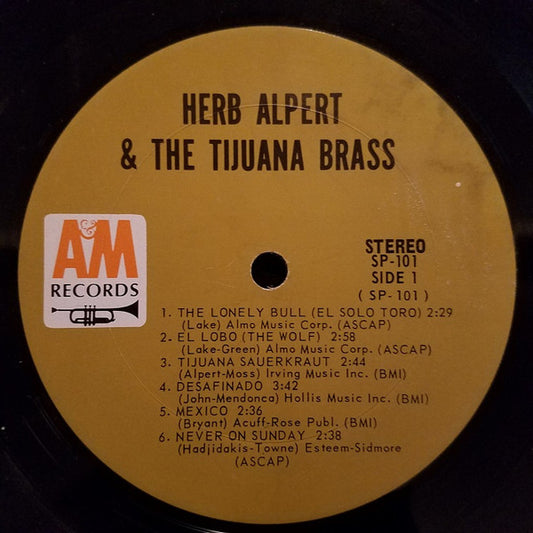 HERB ALPERT
& THE TIJUANA BRASS
A&M
RECORDS
STEREO
SP-101
SIDE 1
( SP-101 )
1. THE LONELY BULL (EL SOLO TORO) 2:29
(Lake) Almo Music Corp. (ASCAP)
2. EL LOBO (THE WOLF) 2:58
(Lake-Green) Almo Music Corp. (ASCAP)
3. TIJUANA SAUERKRAUT 2:44
(Alpert-Moss) Irving Music Inc. (BMI)
4. DESAFINADO 3:42
(John-Mendonca) Hollis Music Inc. (BMI)
5. MEXICO 2:36
(Bryant) Acuff-Rose Publ. (BMI)
6. NEVER ON SUNDAY 2:38
(Hadjidakis-Towne) Esteem-Sidmore
(ASCAP)